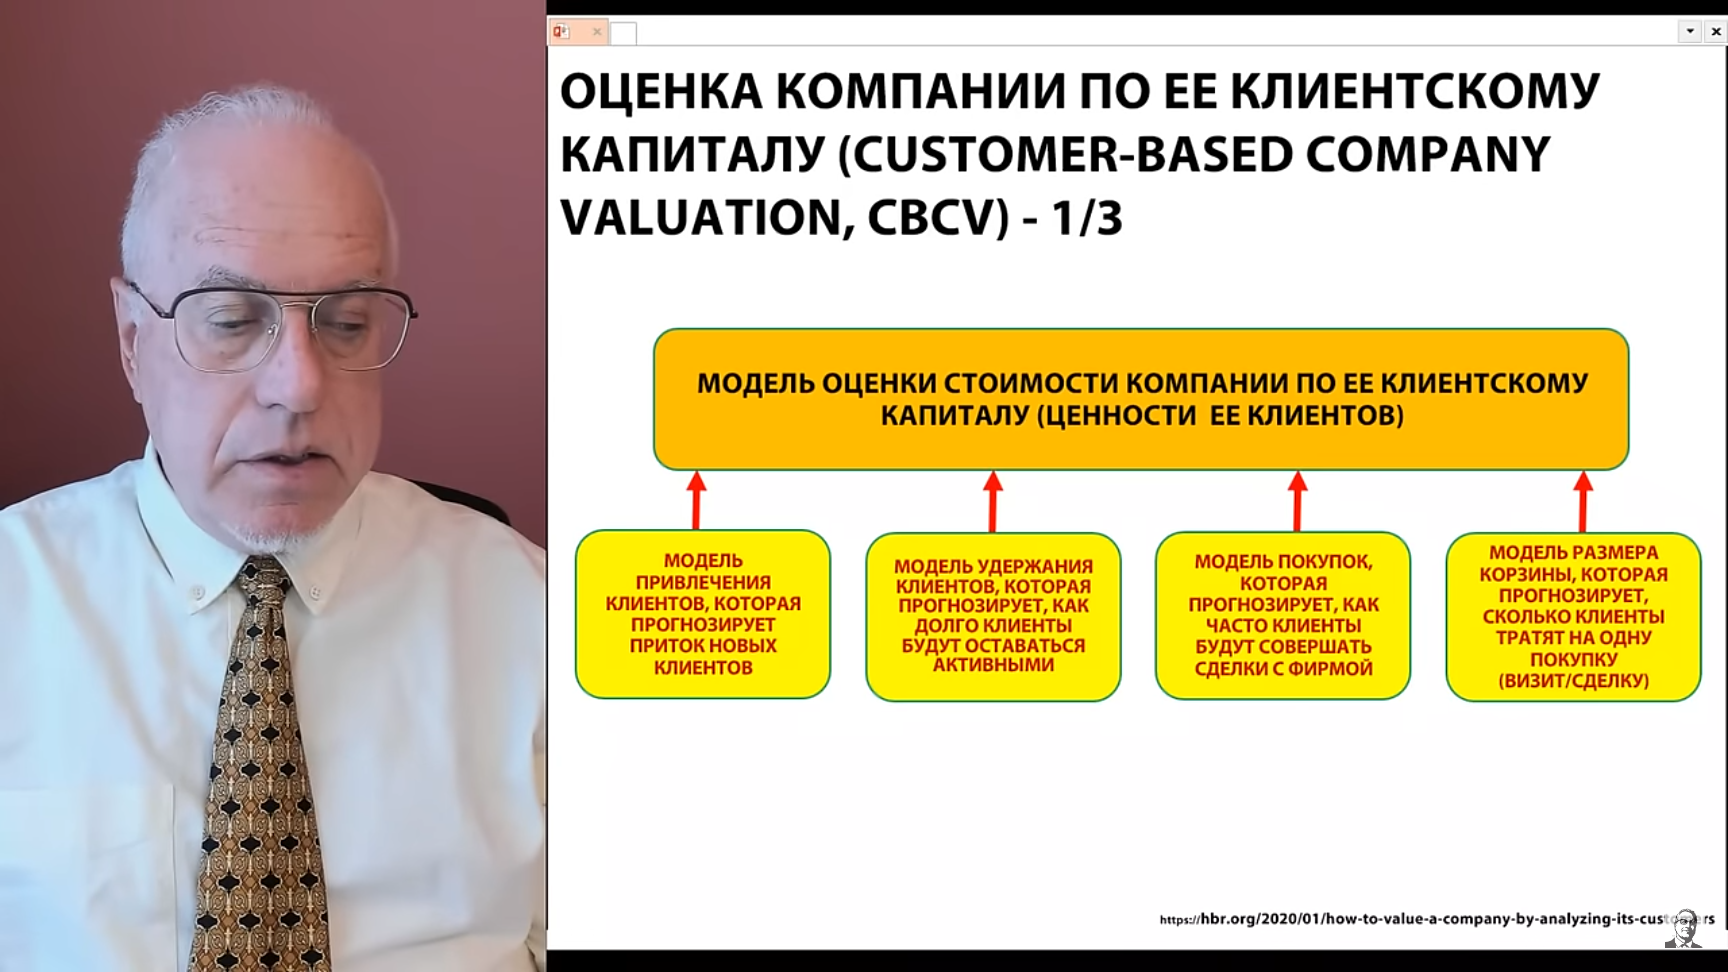 ОЦЕНКА КОМПАНИИ ПО ЕЕ КЛИЕНТСКОМУ
КАПИТАЛУ (CUSTOMER-BASED COMPANY
VALUATION, CBCV) - 1/3
МОДЕЛЬ ОЦЕНКИ СТОИМОСТИ КОМПАНИИ ПО ЕЕ КЛИЕНТСКОМУ
КАПИТАЛУ (ЦЕННОСТИ ЕЕ КЛИЕНТОВ)
МОДЕЛЬ
ПРИВЛЕЧЕНИЯ
КЛИЕНТОВ, КОТОРАЯ
ПРОГНОЗИРУЕТ
ПРИТОК НОВЫХ
КЛИЕНТОВ
МОДЕЛЬ УДЕРЖАНИЯ
КЛИЕНТОВ, КОТОРАЯ
ПРОГНОЗИРУЕТ, КАК
ДОЛГО КЛИЕНТЫ
БУДУТ ОСТАВАТЬСЯ
АКТИВНЫМИ
МОДЕЛЬ ПОКУПОК,
КОТОРАЯ
ПРОГНОЗИРУЕТ, КАК
ЧАСТО КЛИЕНТЫ
БУДУТ СОВЕРШАТЬ
СДЕЛКИ С ФИРМОЙ
МОДЕЛЬ РАЗМЕРА
КОРЗИНЫ, КОТОРАЯ
ПРОГНОЗИРУЕТ,
СКОЛЬКО КЛИЕНТЫ
ТРАТЯТ НА ОДНУ
ПОКУПКУ
(ВИЗИТ/СДЕЛКУ)
https://hbr.org/2020/01/how-to-value-a-company-by-analyzing-its-customers